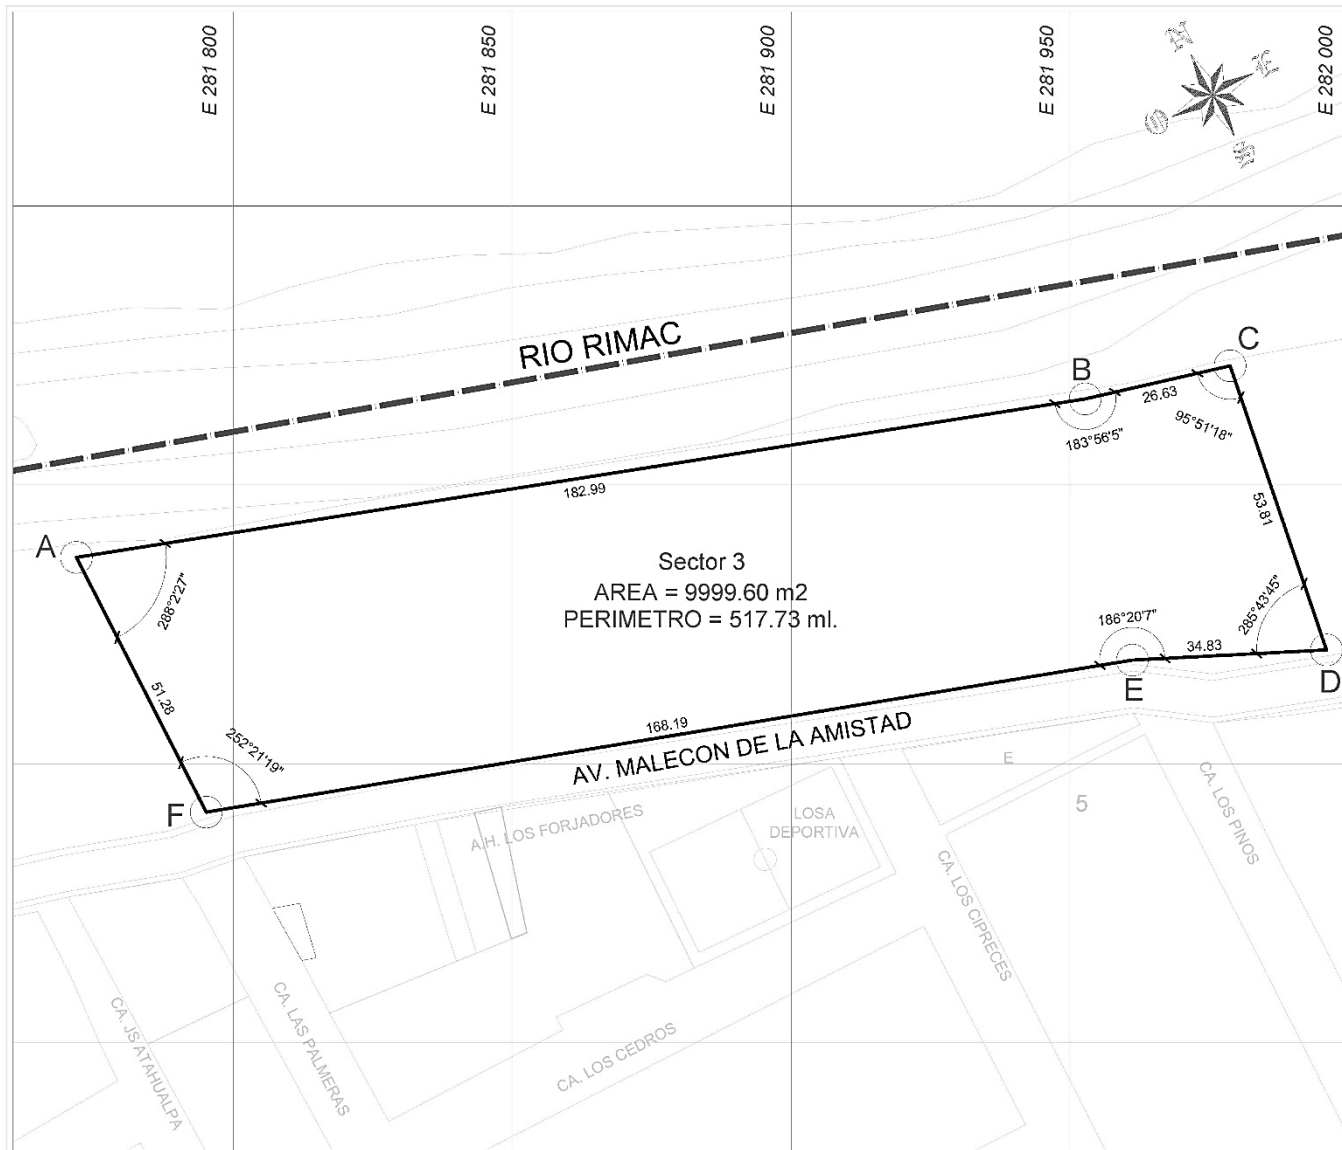 E 281 800
E 281 850
E 281 900
E 281 950
E 282 000
N
E
O
S
RIO RIMAC
C
B
26.63
95°51'18"
183°56'5"
182.99
53.81
A
288°2'27"
Sector 3
AREA = 9999.60 m2
PERIMETRO = 517.73 ml.
285°43'45"
186°20'7"
34.83
E
D
51.28
168.19
252°21'19"
AV. MALECON DE LA AMISTAD
F
E
5
A.H. LOS FORJADORES
LOSA
DEPORTIVA
CA. LOS PINOS
CA. LOS CIPRECES
CA. JS ATAHUALPA
CA. LAS PALMERAS
CA. LOS CEDROS